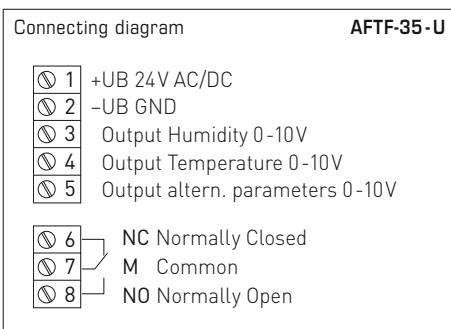 Connecting diagram AFTF-35-U
1 +UB 24V AC/DC
2 –UB GND
3 Output Humidity 0-10V
4 Output Temperature 0-10V
5 Output altern. parameters 0-10V
6 NC Normally Closed
7 M Common
8 NO Normally Open